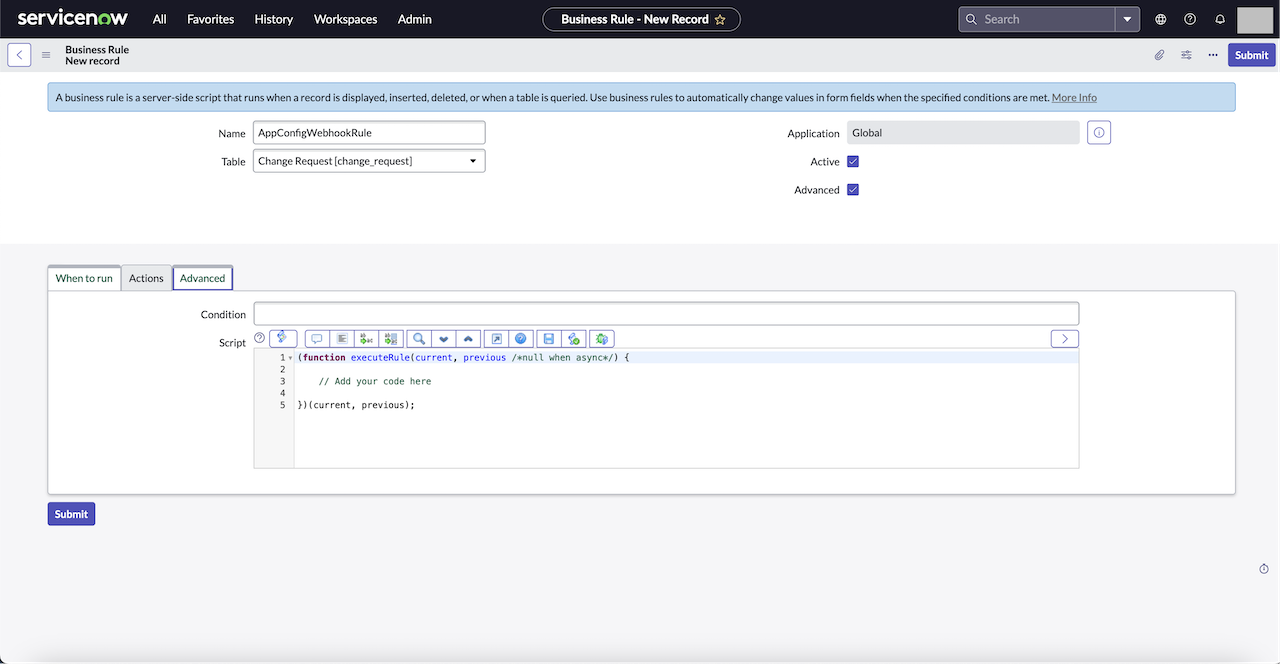 servicenow All Favorites History Workspaces Admin Business Rule - New Record Search
Business Rule
New record
Submit
A business rule is a server-side script that runs when a record is displayed, inserted, deleted, or when a table is queried. Use business rules to automatically change values in form fields when the specified conditions are met. More Info
Name AppConfigWebhookRule Application Global
Table Change Request [change_request] Active
Advanced
When to run Actions Advanced
Condition
Script
1 (function executeRule(current, previous /*null when async*/) {
2
3 // Add your code here
4
5 })(current, previous);
Submit